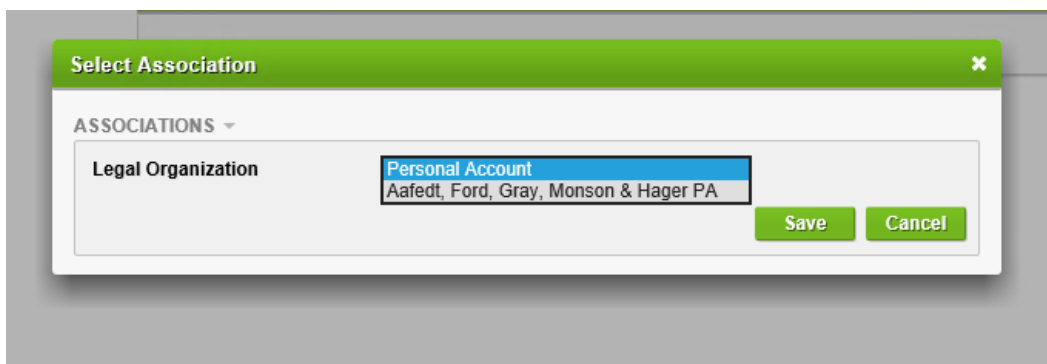 Select Association
ASSOCIATIONS
Legal Organization
Personal Account
Aafedt, Ford, Gray, Monson & Hager PA
Save Cancel